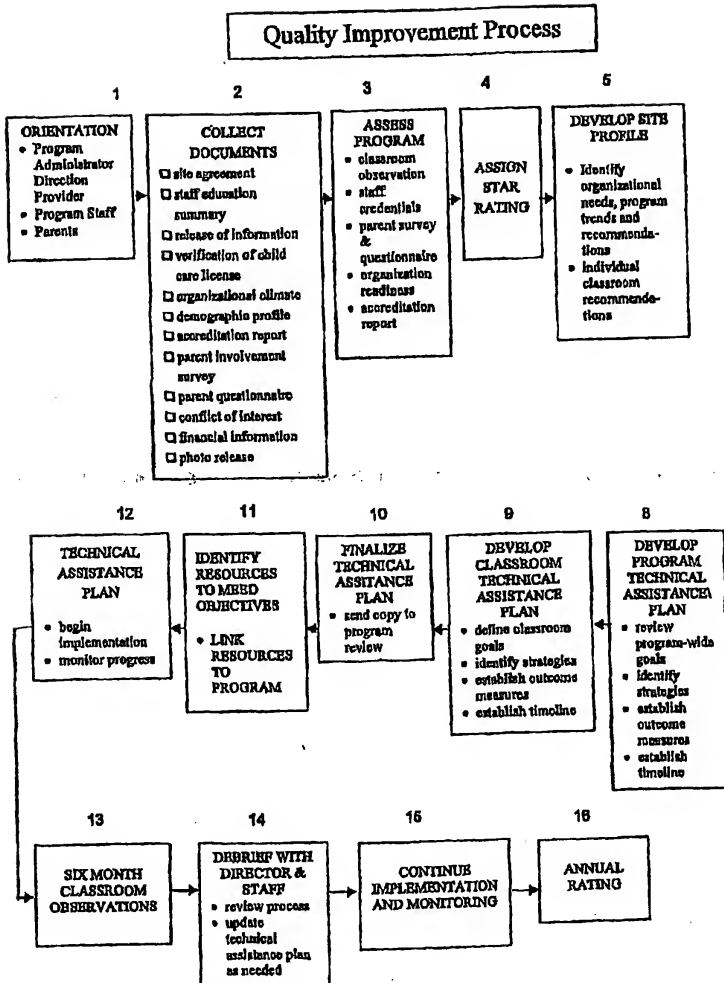 Quality Improvement Process
1
2
3
4
5
ORIENTATION
• Program
Administrator
Direction
Provider
• Program Staff
• Parents
COLLECT
DOCUMENTS
❑ site agreement
❑ staff education
summary
❑ release of information
❑ verification of child
care license
❑ organizational climate
❑ demographic profile
❑ accreditation report
❑ parent involvement
survey
❑ parent questionnaire
❑ conflict of interest
❑ financial information
❑ photo release
ASSESS
PROGRAM
• classroom
observation
• staff
credentials
• parent survey
&
questionnaire
• organization
readiness
• accreditation
report
ASSIGN
STAR
RATING
DEVELOP SITE
PROFILE
• Identify
organizational
needs, program
trends and
recommenda-
tions
• individual
classroom
recommenda-
tions
12
11
10
9
8
TECHNICAL
ASSISTANCE
PLAN
• begin
implementation
• monitor progress
IDENTIFY
RESOURCES
TO MEED
OBJECTIVES
• LINK
RESOURCES
TO
PROGRAM
FINALIZE
TECHNICAL
ASSITANCE
PLAN
• send copy to
program
review
DEVELOP
CLASSROOM
TECHNICAL
ASSISTANCE
PLAN
• define classroom
goals
• identify strategies
• establish outcome
measures
• establish timeline
DEVELOP
PROGRAM
TECHNICAL
ASSISTANCE
PLAN
• review
program-wide
goals
• identify
strategies
• establish
outcome
measures
• establish
timeline
13
14
15
16
SIX MONTH
CLASSROOM
OBSERVATIONS
DEBRIEF WITH
DIRECTOR &
STAFF
• review process
• update
technical
assistance plan
as needed
CONTINUE
IMPLEMENTATION
AND MONITORING
ANNUAL
RATING